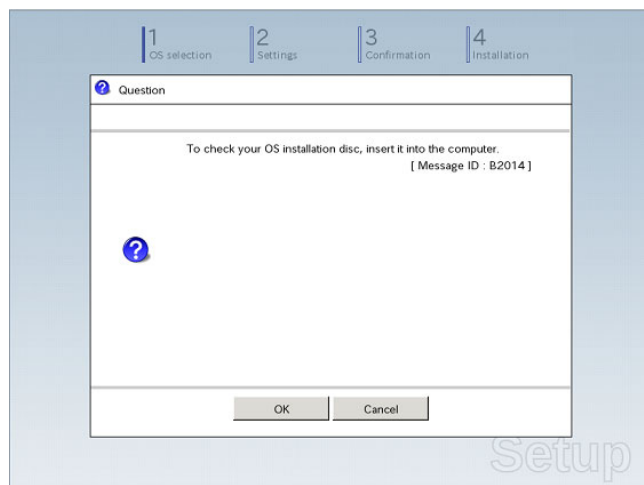 1
OS selection
2
Settings
3
Confirmation
4
Installation
Question
To check your OS installation disc, insert it into the computer.
[ Message ID : B2014 ]
OK
Cancel
Setup